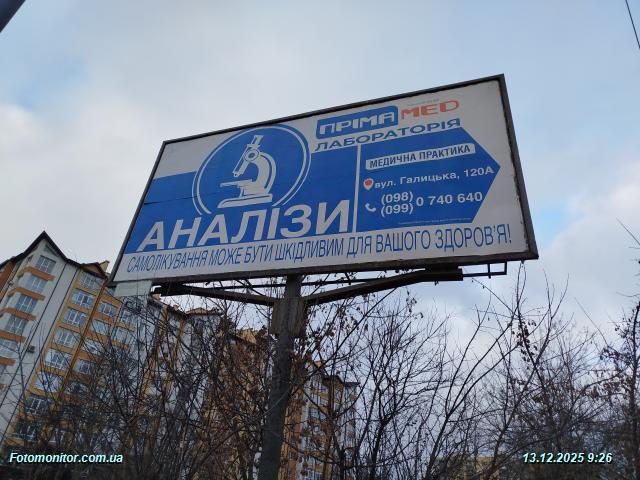 ПРІМА MED
ЛАБОРАТОРІЯ
МЕДИЧНА ПРАКТИКА
вул. Галицька, 120А
(098)
(099) 0 740 640
АНАЛІЗИ
САМОЛІКУВАННЯ МОЖЕ БУТИ ШКІДЛИВИМ ДЛЯ ВАШОГО ЗДОРОВ'Я!
Fotomonitor.com.ua
13.12.2025 9:26